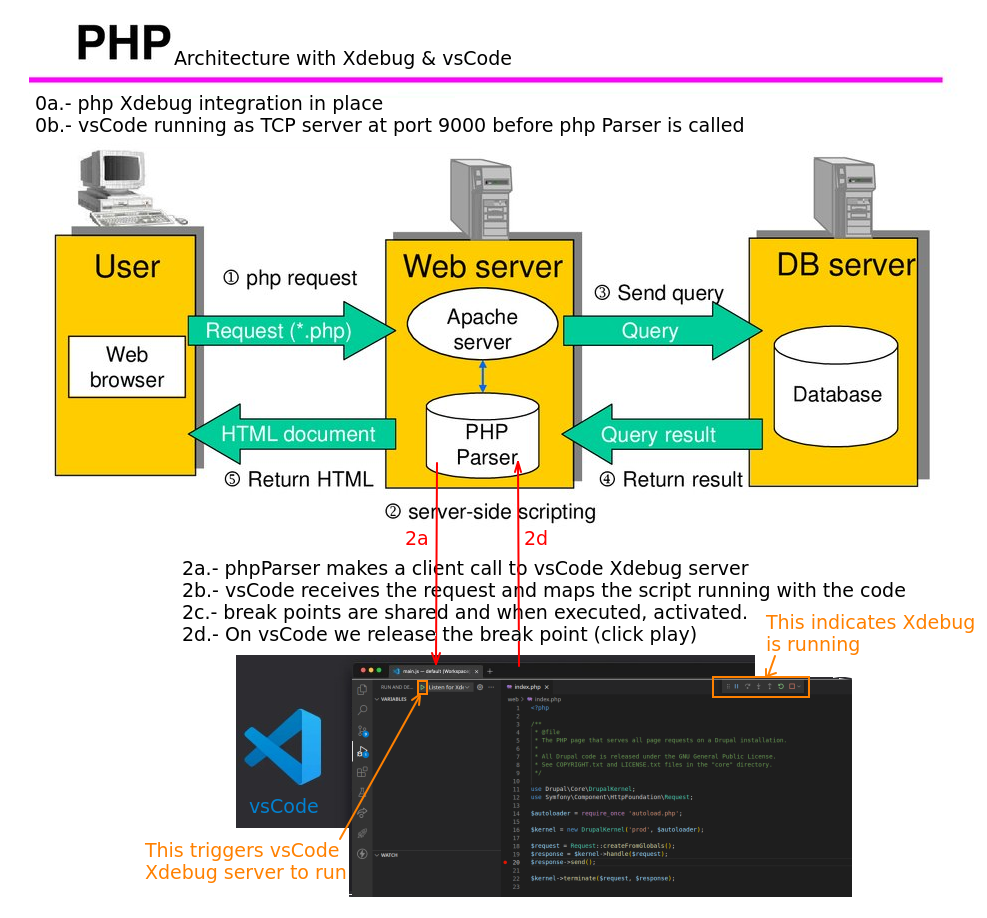 PHP Architecture with Xdebug & vsCode
0a.- php Xdebug integration in place
0b.- vsCode running as TCP server at port 9000 before php Parser is called
User
Web server
DB server
① php request
③ Send query
Apache
server
Request (*.php)
Query
Web
browser
Database
HTML document
PHP
Parser
Query result
⑤ Return HTML
④ Return result
② server-side scripting
2a
2d
2a.- phpParser makes a client call to vsCode Xdebug server
2b.- vsCode receives the request and maps the script running with the code
2c.- break points are shared and when executed, activated.
2d.- On vsCode we release the break point (click play)
This indicates Xdebug
is running
main.js — default (Workspace)
RUN AND DE...
Listen for Xde
index.php
VARIABLES
web > index.php
1 <?php
2
3 /**
4 * @file
5 * The PHP page that serves all page requests on a Drupal installation.
6 *
7 * All Drupal code is released under the GNU General Public License.
8 * See COPYRIGHT.txt and LICENSE.txt files in the "core" directory.
9 */
10
11 use Drupal\Core\DrupalKernel;
12 use Symfony\Component\HttpFoundation\Request;
13
14 $autoloader = require_once 'autoload.php';
15
16 $kernel = new DrupalKernel('prod', $autoloader);
17
18 $request = Request::createFromGlobals();
19 $response = $kernel->handle($request);
20 $response->send();
21
22 $kernel->terminate($request, $response);
23
WATCH
vsCode
This triggers vsCode
Xdebug server to run